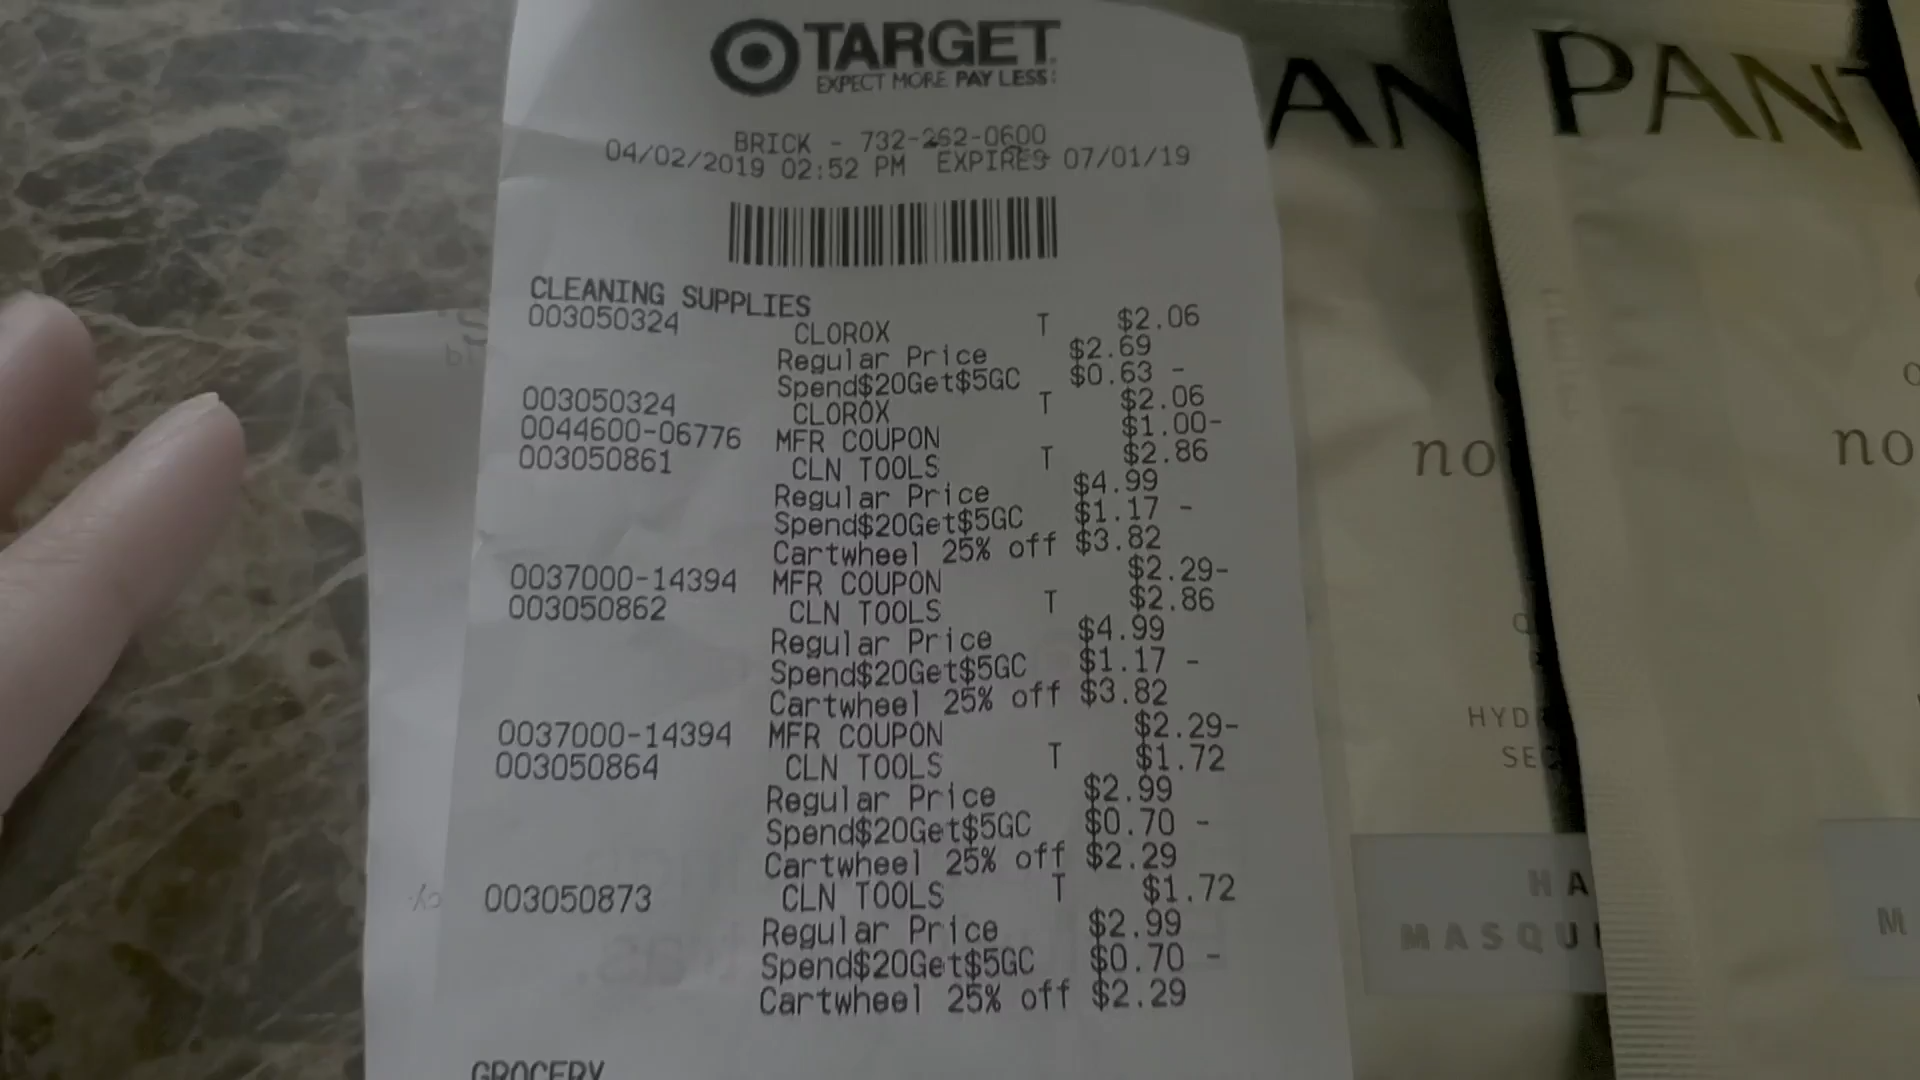 TARGET
EXPECT MORE PAY LESS.
BRICK - 732-262-0600
04/02/2019 02:52 PM EXPIRES 07/01/19
CLEANING SUPPLIES
003050324 CLOROX T $2.06
Regular Price $2.69
Spend$20Get$5GC $0.63 -
003050324 CLOROX T $2.06
0044600-06776 MFR COUPON $1.00-
003050861 CLN TOOLS T $2.86
Regular Price $4.99
Spend$20Get$5GC $1.17 -
Cartwheel 25% off $3.82
0037000-14394 MFR COUPON $2.29-
003050862 CLN TOOLS T $2.86
Regular Price $4.99
Spend$20Get$5GC $1.17 -
Cartwheel 25% off $3.82
0037000-14394 MFR COUPON $2.29-
003050864 CLN TOOLS T $1.72
Regular Price $2.99
Spend$20Get$5GC $0.70 -
Cartwheel 25% off $2.29
003050873 CLN TOOLS T $1.72
Regular Price $2.99
Spend$20Get$5GC $0.70 -
Cartwheel 25% off $2.29
GROCERY
AN
no
HYD
SEC
HA
MASQU
PANT
no
M